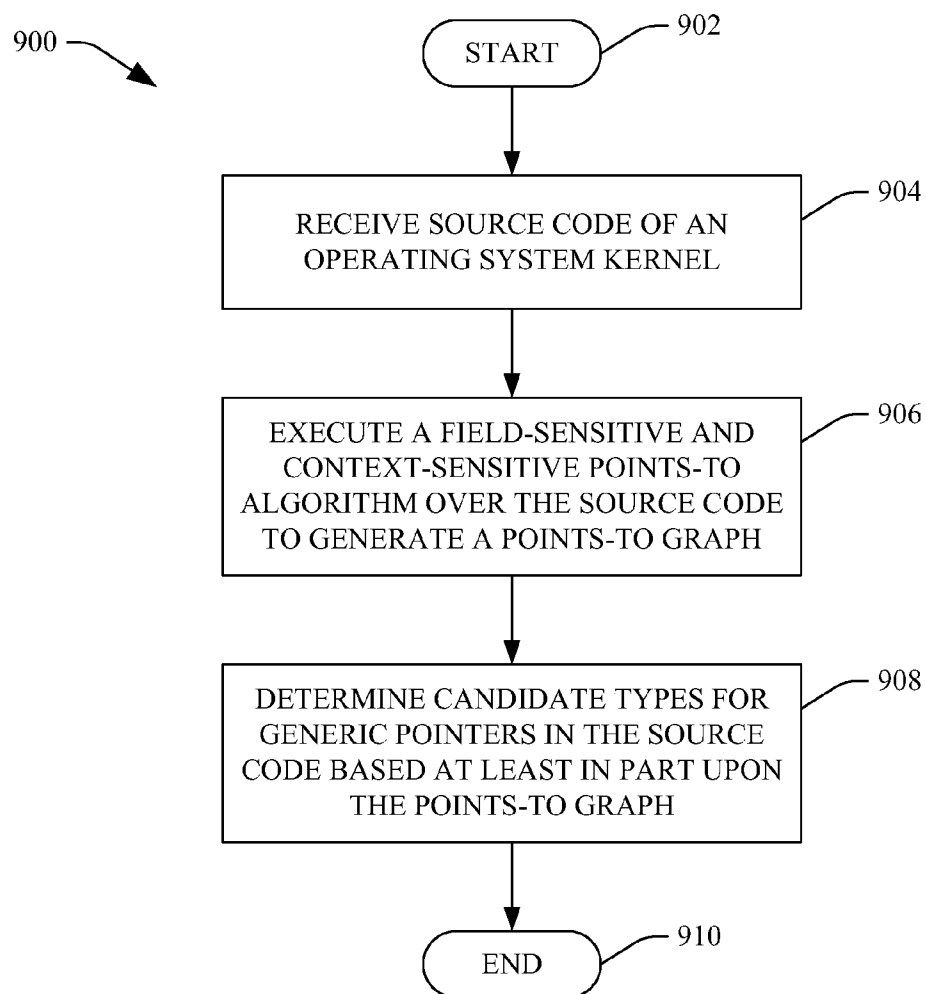 900
START
902
RECEIVE SOURCE CODE OF AN
OPERATING SYSTEM KERNEL
904
EXECUTE A FIELD-SENSITIVE AND
CONTEXT-SENSITIVE POINTS-TO
ALGORITHM OVER THE SOURCE CODE
TO GENERATE A POINTS-TO GRAPH
906
DETERMINE CANDIDATE TYPES FOR
GENERIC POINTERS IN THE SOURCE
CODE BASED AT LEAST IN PART UPON
THE POINTS-TO GRAPH
908
END
910